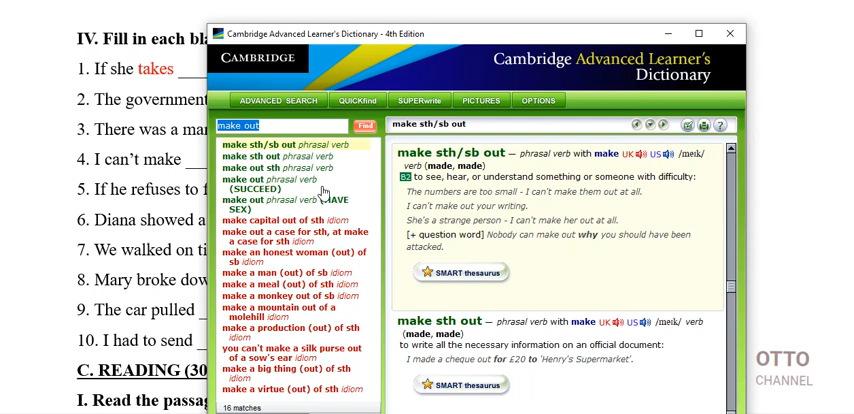 IV. Fill in each bla
1. If she takes ____
2. The government
3. There was a man
4. I can't make ____
5. If he refuses to f
6. Diana showed a
7. We walked on ti
8. Mary broke dow
9. The car pulled __
10. I had to send __
C. READING (30
I. Read the passag
Cambridge Advanced Learner's Dictionary - 4th Edition
CAMBRIDGE
Cambridge Advanced Learner's
Dictionary
ADVANCED SEARCH QUICKfind SUPERwrite PICTURES OPTIONS
make out Find
make sth/sb out phrasal verb
make sth out phrasal verb
make out sth phrasal verb
make out phrasal verb
(SUCCEED)
make out phrasal verb (HAVE
SEX)
make capital out of sth idiom
make out a case for sth, at make
a case for sth idiom
make an honest woman (out) of
sb idiom
make a man (out) of sb idiom
make a meal (out) of sth idiom
make a monkey out of sb idiom
make a mountain out of a
molehill idiom
make a production (out) of sth
idiom
you can't make a silk purse out
of a sow's ear idiom
make a big thing (out) of sth
idiom
make a virtue (out) of sth idiom
16 matches
make sth/sb out
make sth/sb out — phrasal verb with make UK US /meɪk/
verb (made, made)
B2 to see, hear, or understand something or someone with difficulty:
The numbers are too small - I can't make them out at all.
I can't make out your writing.
She's a strange person - I can't make her out at all.
[+ question word] Nobody can make out why you should have been
attacked.
SMART thesaurus
make sth out — phrasal verb with make UK US /meɪk/ verb
(made, made)
to write all the necessary information on an official document:
I made a cheque out for £20 to 'Henry's Supermarket'.
SMART thesaurus
OTTO
CHANNEL